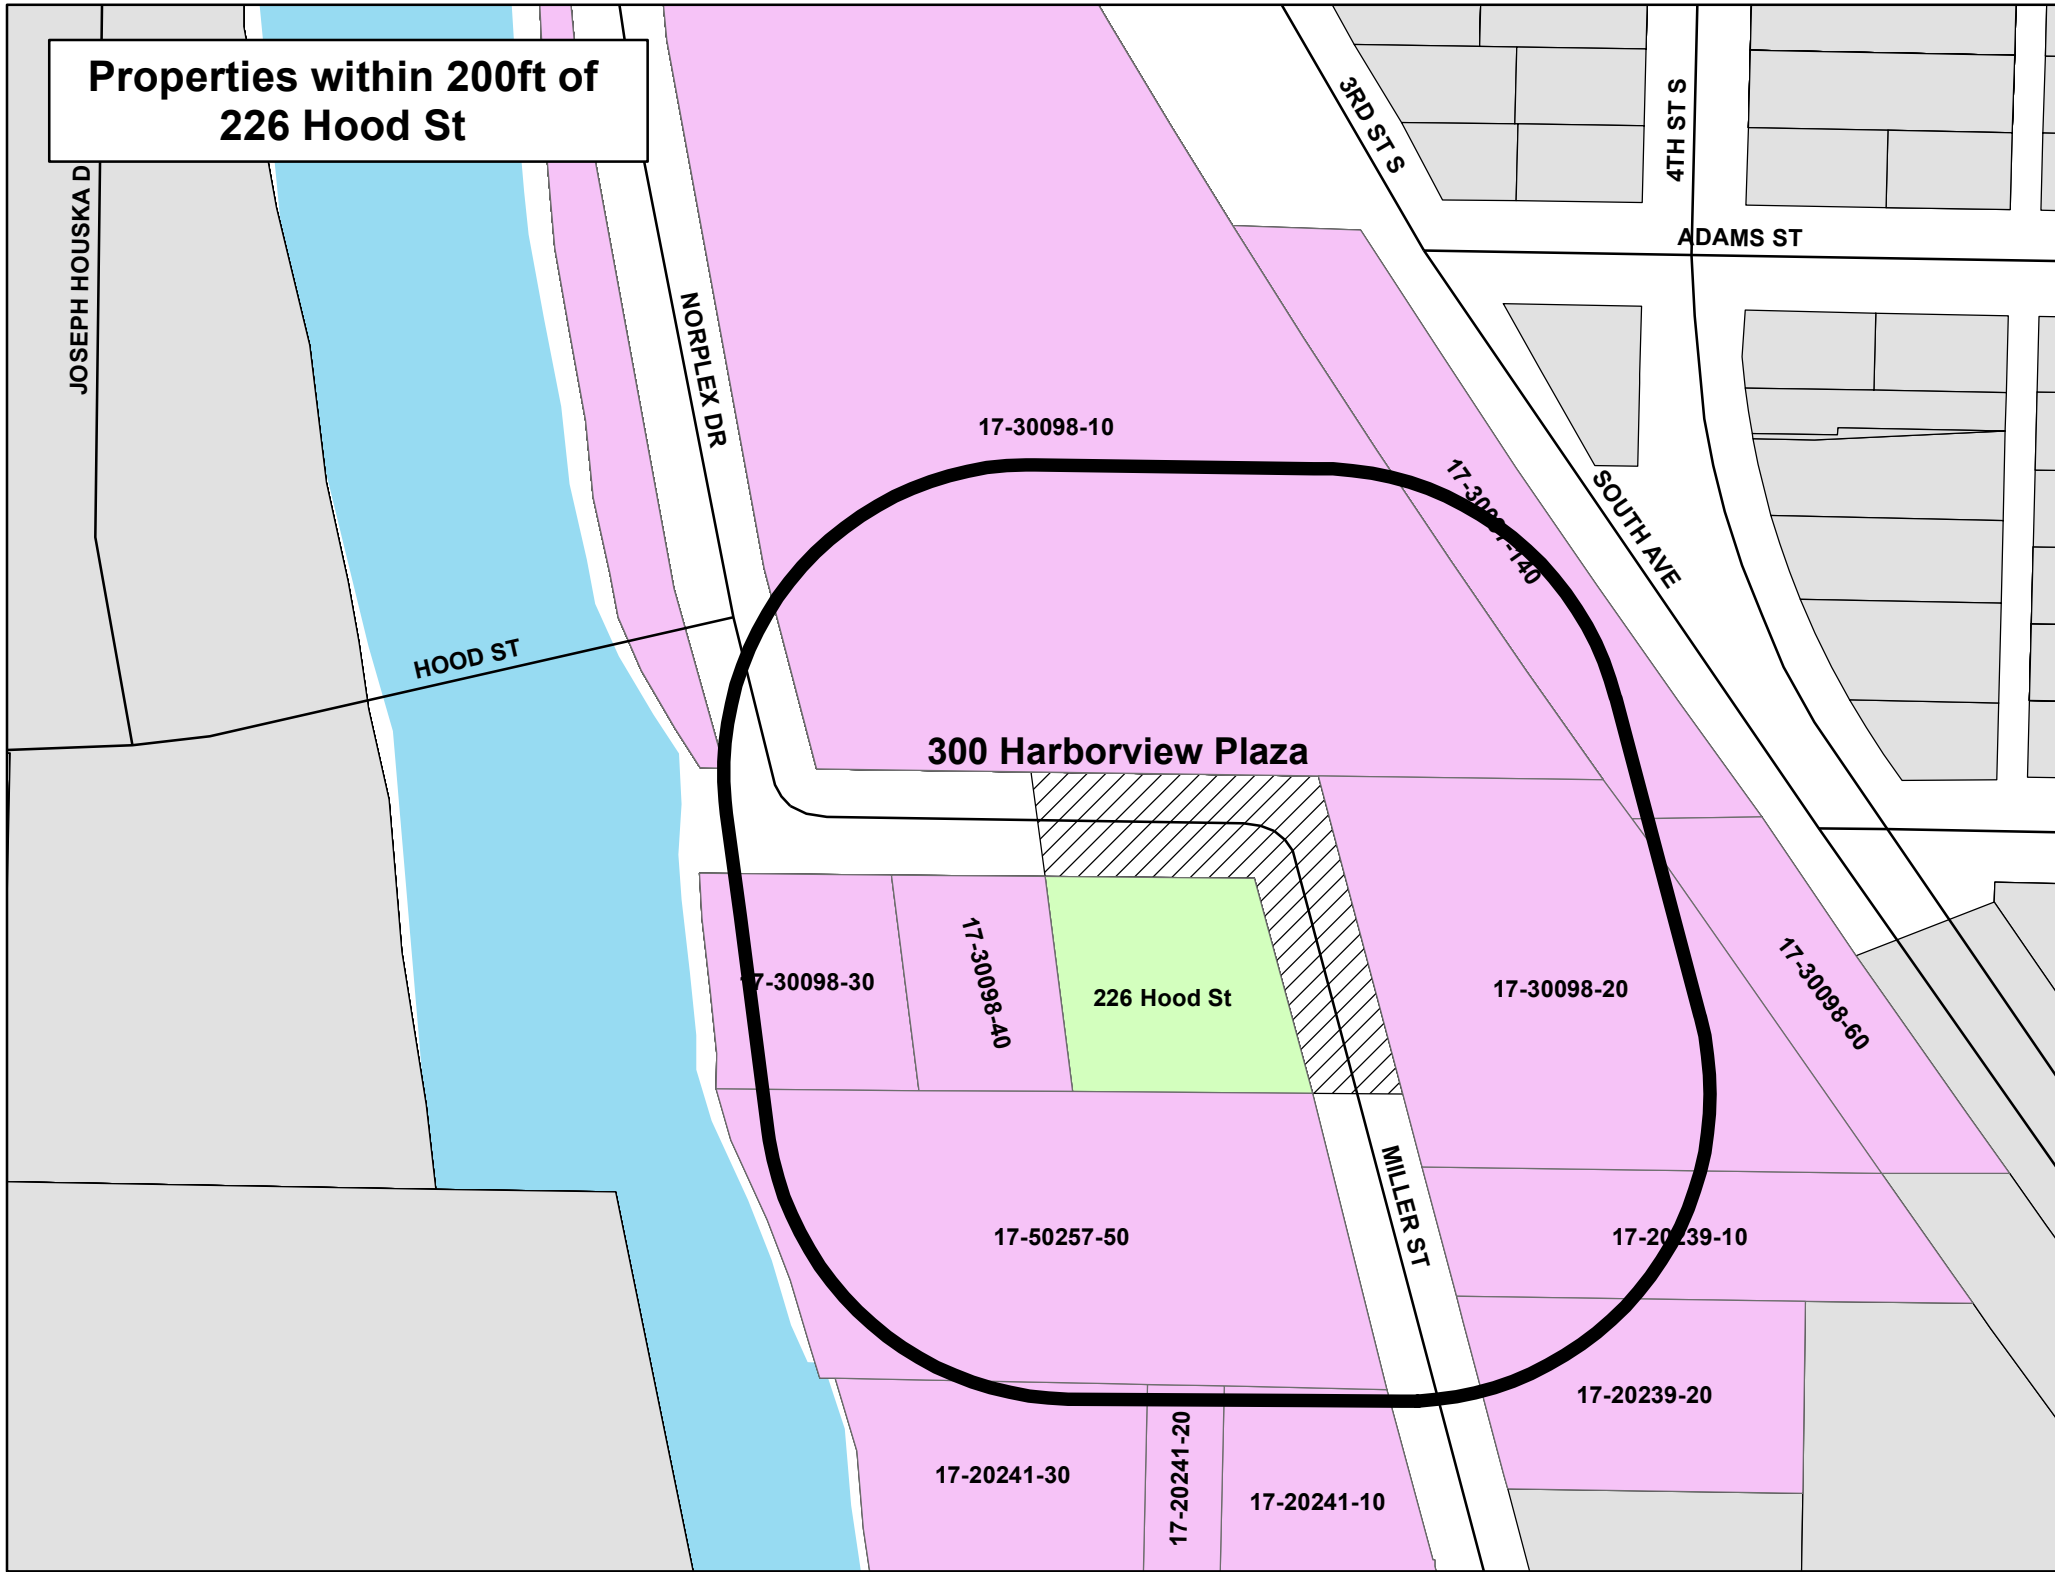 Properties within 200ft of
226 Hood St
3RD ST S
4TH ST S
JOSEPH HOUSKA D
ADAMS ST
NORPLEX DR
17-30098-10
SOUTH AVE
HOOD ST
300 Harborview Plaza
17-30098-30
17-30098-40
226 Hood St
17-30098-20
17-30098-60
MILLER ST
17-50257-50
17-20239-10
17-20239-20
17-20241-30
17-20241-20
17-20241-10